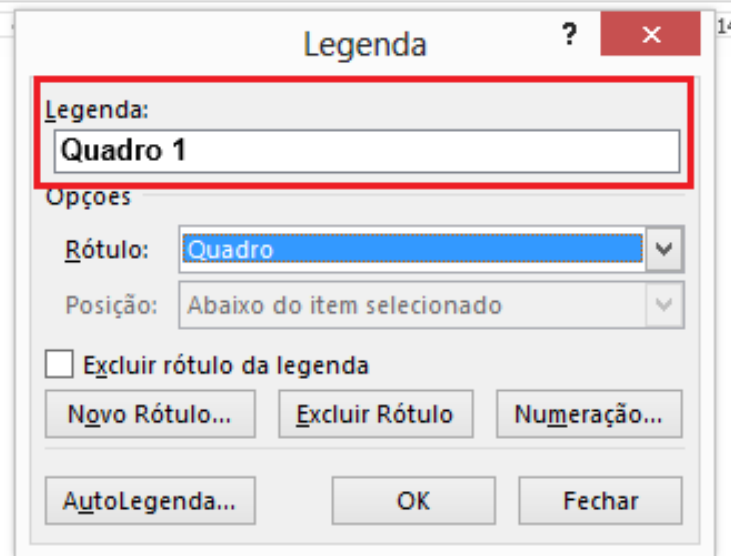 Legenda
?
14
Legenda:
Quadro 1
Opções
Rótulo: Quadro
Posição: Abaixo do item selecionado
Excluir rótulo da legenda
Novo Rótulo... Excluir Rótulo Numeração...
AutoLegenda... OK Fechar